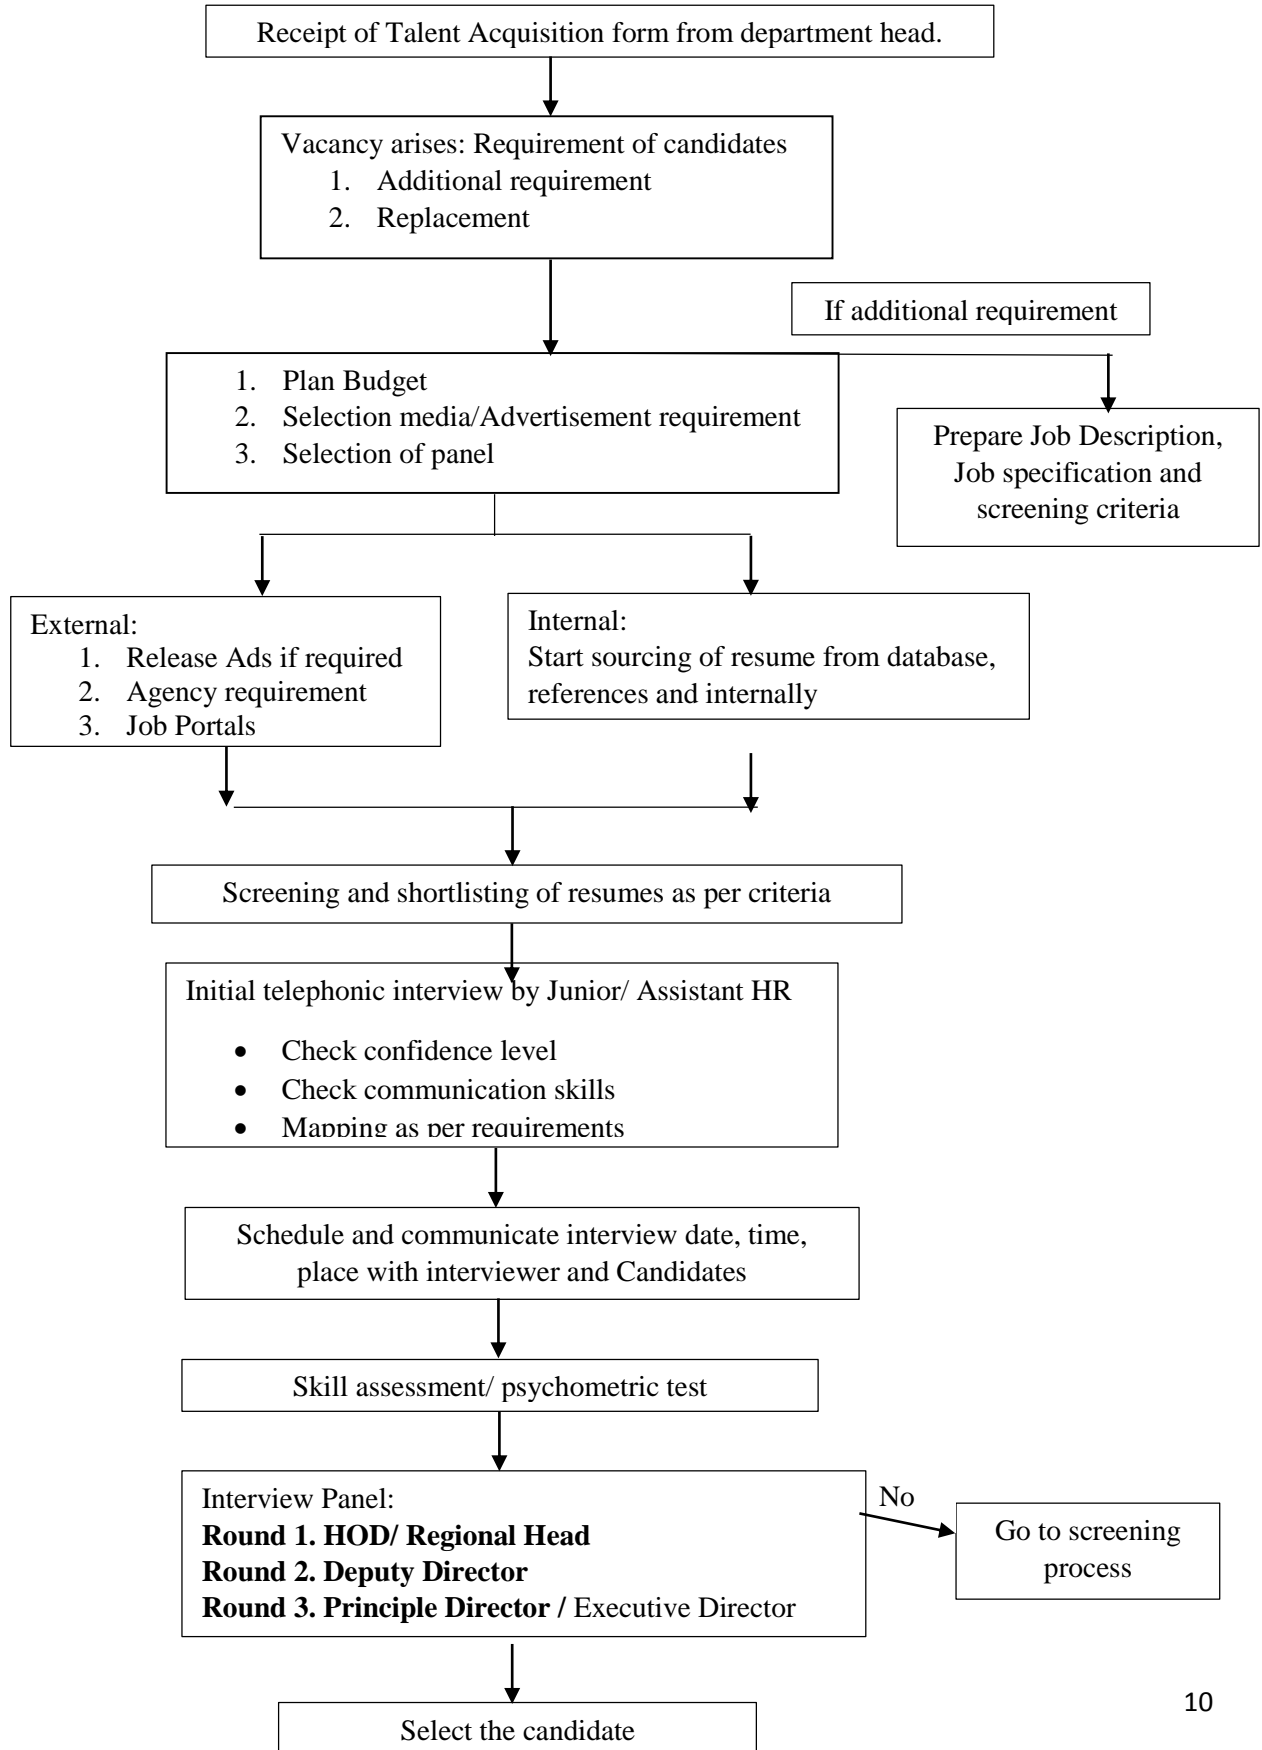 Receipt of Talent Acquisition form from department head.
Vacancy arises: Requirement of candidates
1. Additional requirement
2. Replacement
If additional requirement
1. Plan Budget
2. Selection media/Advertisement requirement
3. Selection of panel
Prepare Job Description,
Job specification and
screening criteria
External:
1. Release Ads if required
2. Agency requirement
3. Job Portals
Internal:
Start sourcing of resume from database,
references and internally
Screening and shortlisting of resumes as per criteria
Initial telephonic interview by Junior/ Assistant HR
• Check confidence level
• Check communication skills
• Mapping as per requirements
Schedule and communicate interview date, time,
place with interviewer and Candidates
Skill assessment/ psychometric test
Interview Panel:
Round 1. HOD/ Regional Head
Round 2. Deputy Director
Round 3. Principle Director / Executive Director
No
Go to screening
process
Select the candidate
10